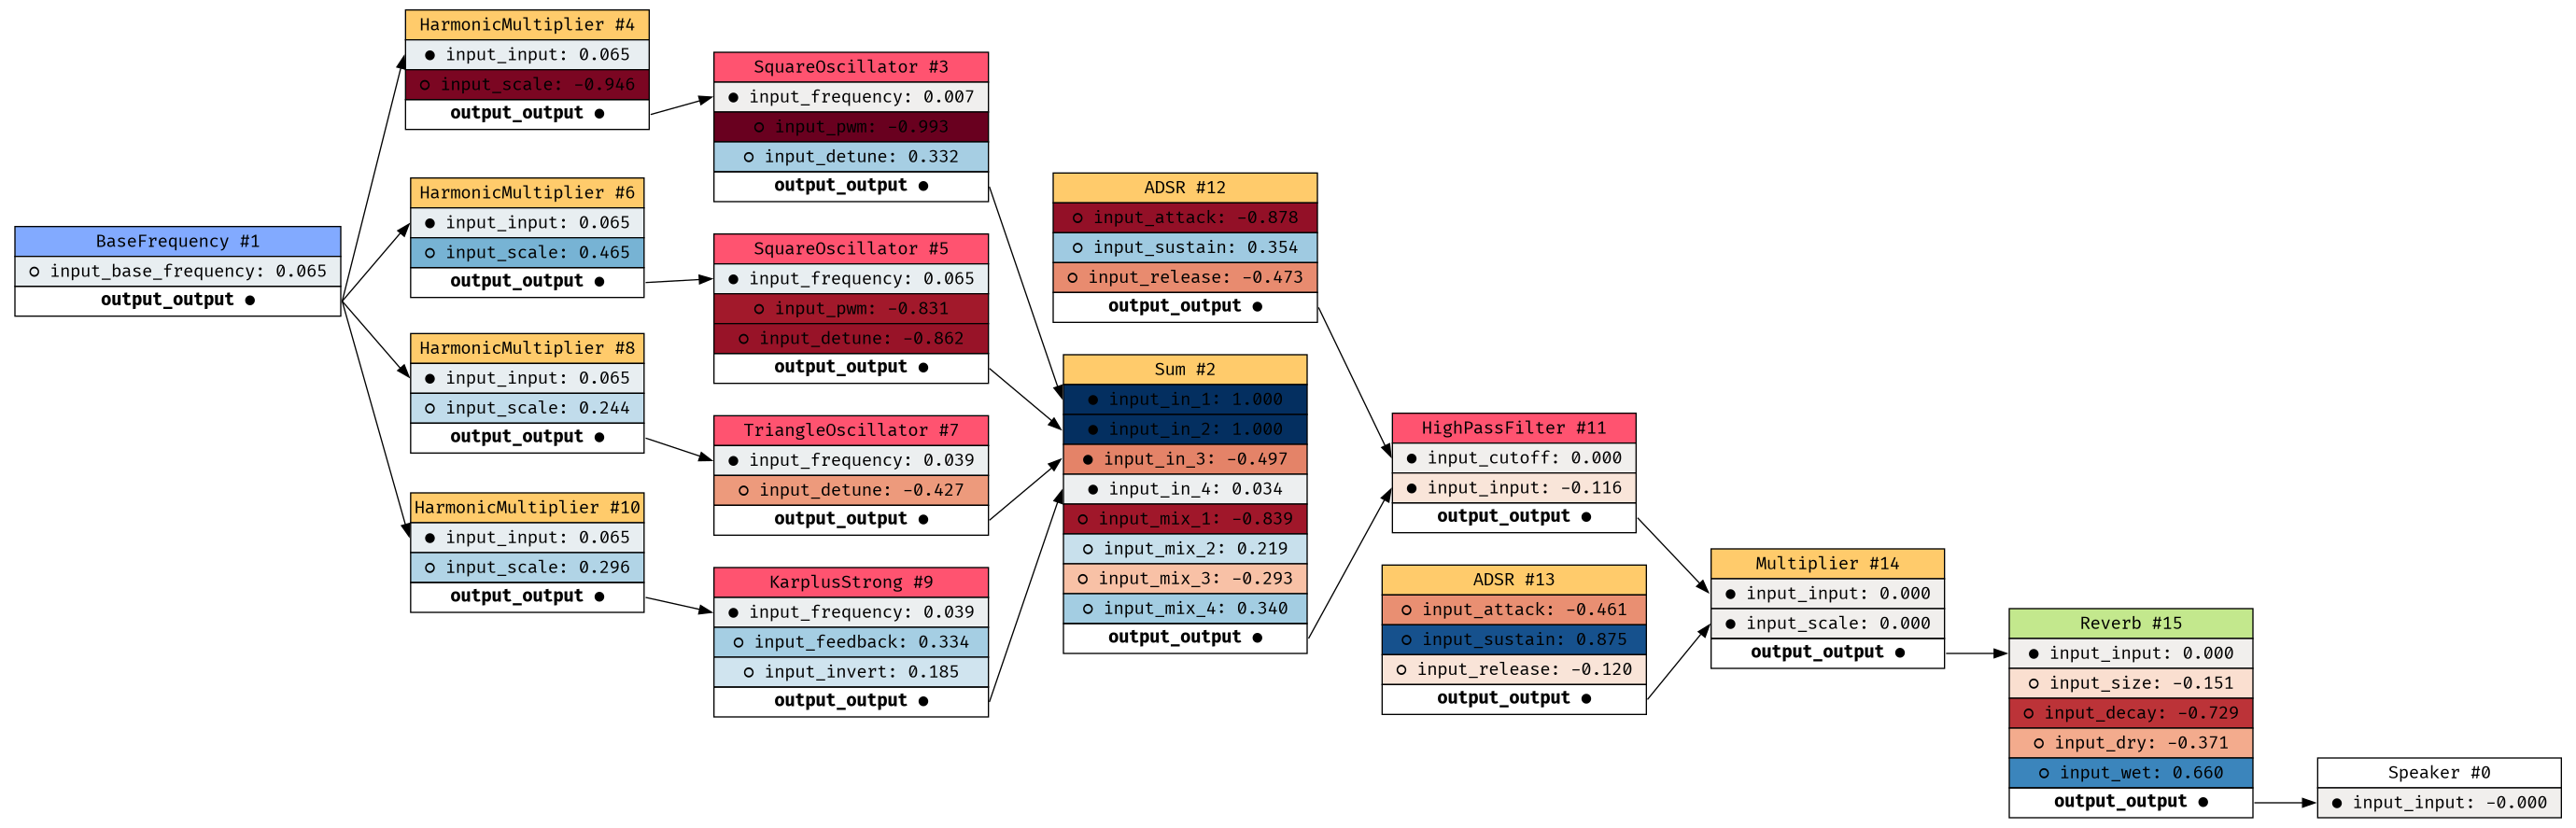 HarmonicMultiplier #4
● input_input: 0.065
○ input_scale: -0.946
output_output ●
SquareOscillator #3
● input_frequency: 0.007
○ input_pwm: -0.993
○ input_detune: 0.332
output_output ●
HarmonicMultiplier #6
● input_input: 0.065
○ input_scale: 0.465
output_output ●
BaseFrequency #1
○ input_base_frequency: 0.065
output_output ●
SquareOscillator #5
● input_frequency: 0.065
○ input_pwm: -0.831
○ input_detune: -0.862
output_output ●
HarmonicMultiplier #8
● input_input: 0.065
○ input_scale: 0.244
output_output ●
TriangleOscillator #7
● input_frequency: 0.039
○ input_detune: -0.427
output_output ●
HarmonicMultiplier #10
● input_input: 0.065
○ input_scale: 0.296
output_output ●
KarplusStrong #9
● input_frequency: 0.039
○ input_feedback: 0.334
○ input_invert: 0.185
output_output ●
ADSR #12
○ input_attack: -0.878
○ input_sustain: 0.354
○ input_release: -0.473
output_output ●
Sum #2
● input_in_1: 1.000
● input_in_2: 1.000
● input_in_3: -0.497
● input_in_4: 0.034
○ input_mix_1: -0.839
○ input_mix_2: 0.219
○ input_mix_3: -0.293
○ input_mix_4: 0.340
output_output ●
HighPassFilter #11
● input_cutoff: 0.000
● input_input: -0.116
output_output ●
ADSR #13
○ input_attack: -0.461
○ input_sustain: 0.875
○ input_release: -0.120
output_output ●
Multiplier #14
● input_input: 0.000
● input_scale: 0.000
output_output ●
Reverb #15
● input_input: 0.000
○ input_size: -0.151
○ input_decay: -0.729
○ input_dry: -0.371
○ input_wet: 0.660
output_output ●
Speaker #0
● input_input: -0.000